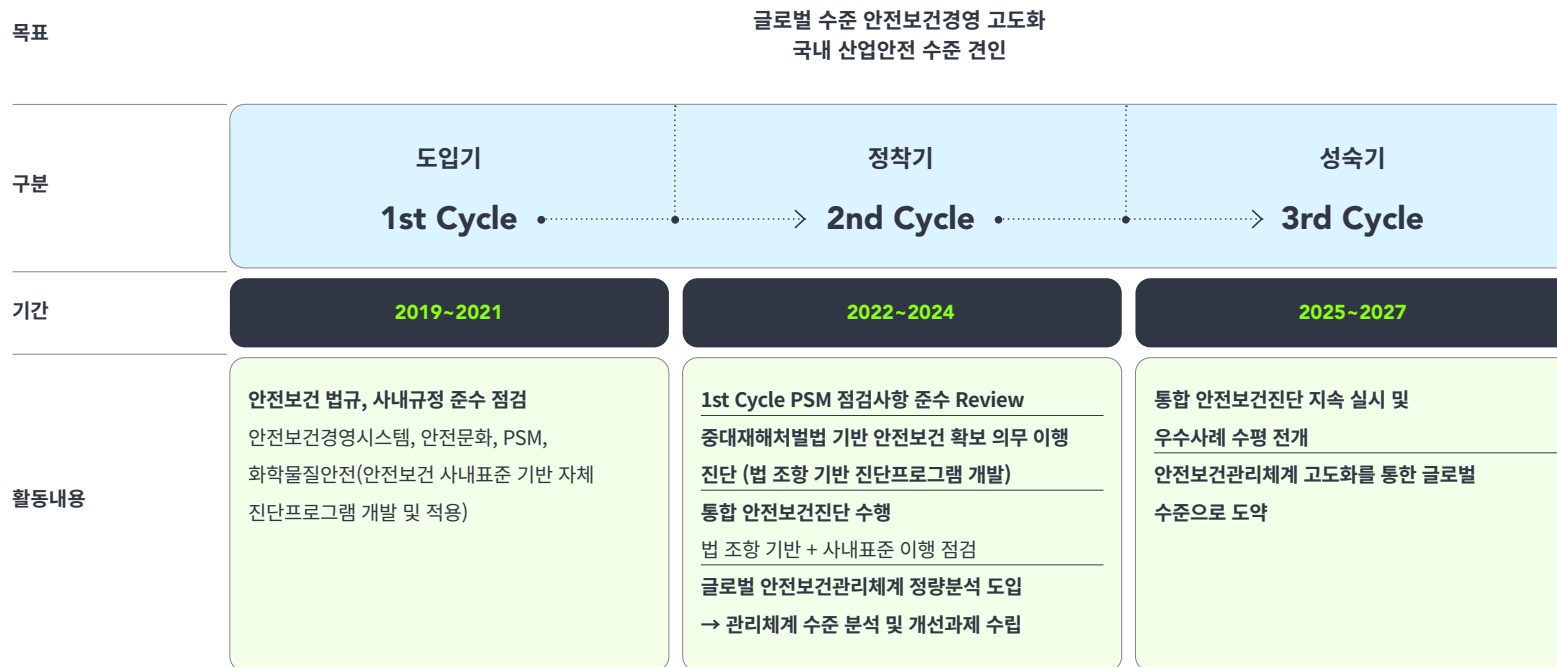 목표
글로벌 수준 안전보건경영 고도화
국내 산업안전 수준 견인
구분
도입기
정착기
성숙기
1st Cycle
2nd Cycle
3rd Cycle
기간
2019~2021
2022~2024
2025~2027
활동내용
안전보건 법규, 사내규정 준수 점검
안전보건경영시스템, 안전문화, PSM,
화학물질안전(안전보건 사내표준 기반 자체
진단프로그램 개발 및 적용)
1st Cycle PSM 점검사항 준수 Review
중대재해처벌법 기반 안전보건 확보 의무 이행
진단 (법 조항 기반 진단프로그램 개발)
통합 안전보건진단 수행
법 조항 기반 + 사내표준 이행 점검
글로벌 안전보건관리체계 정량분석 도입
→ 관리체계 수준 분석 및 개선과제 수립
통합 안전보건진단 지속 실시 및
우수사례 수평 전개
안전보건관리체계 고도화를 통한 글로벌
수준으로 도약